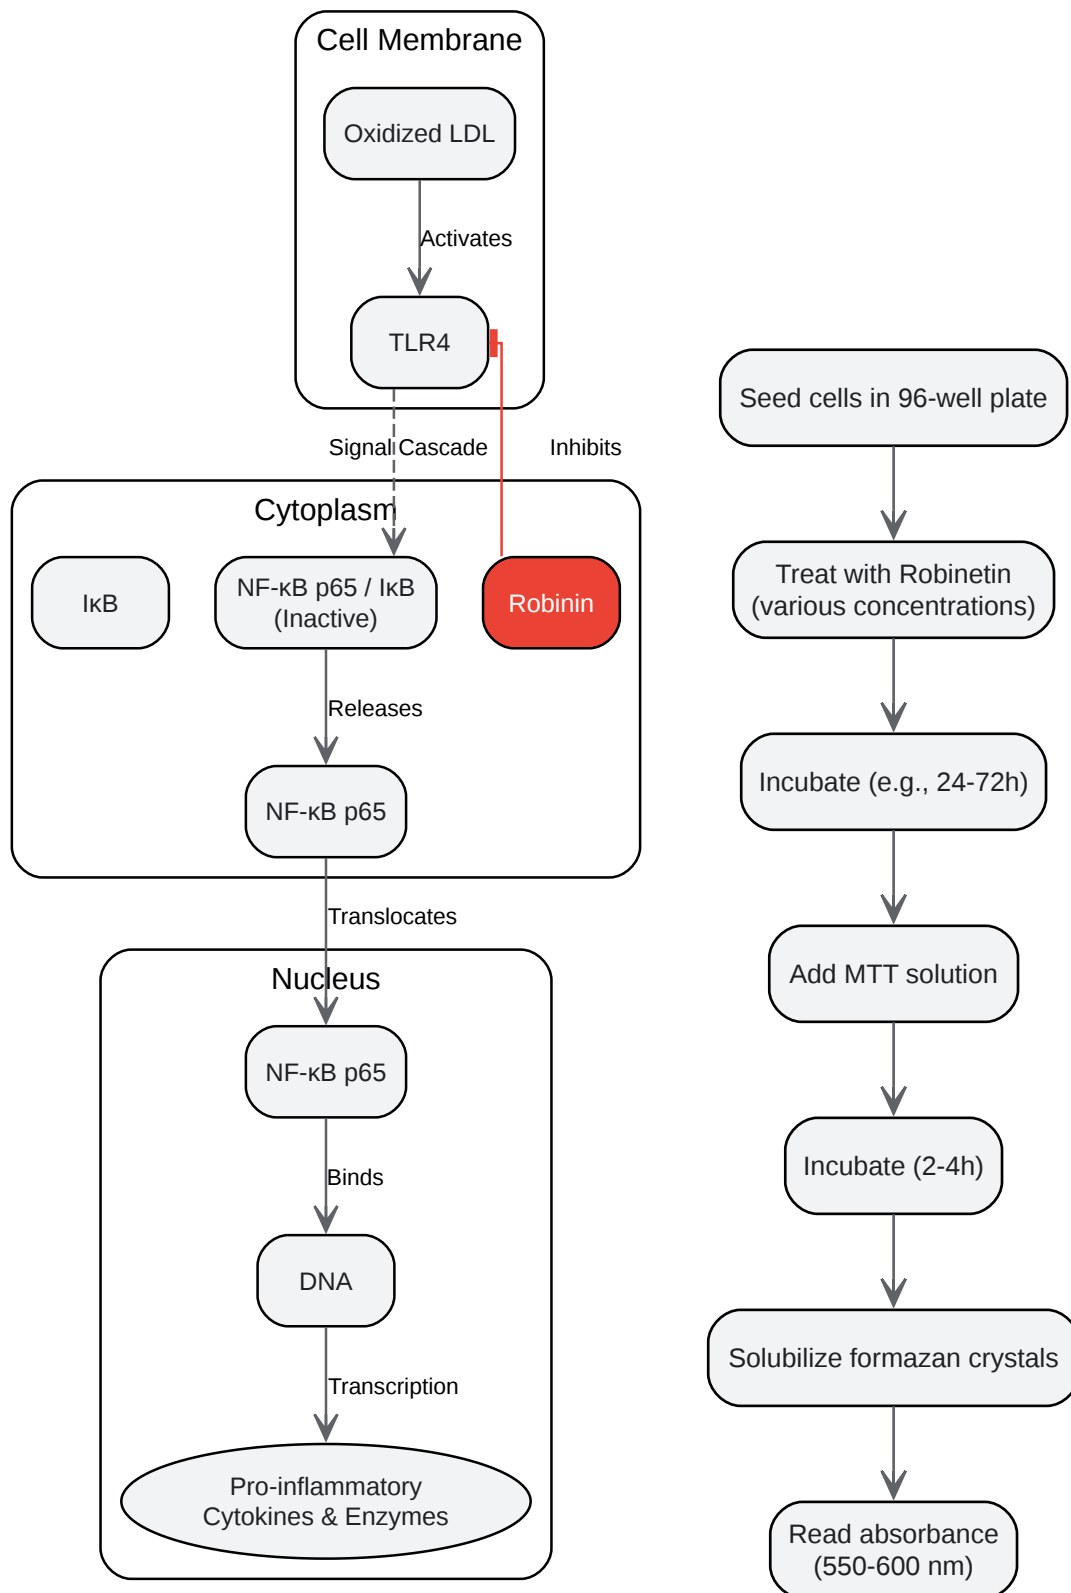 Cell Membrane
Oxidized LDL
Activates
TLR4
Signal Cascade
Inhibits
Cytoplasm
IκB
NF-κB p65 / IκB
(Inactive)
Robinin
Releases
NF-κB p65
Translocates
Nucleus
NF-κB p65
Binds
DNA
Transcription
Pro-inflammatory
Cytokines & Enzymes
Seed cells in 96-well plate
Treat with Robinetin
(various concentrations)
Incubate (e.g., 24-72h)
Add MTT solution
Incubate (2-4h)
Solubilize formazan crystals
Read absorbance
(550-600 nm)